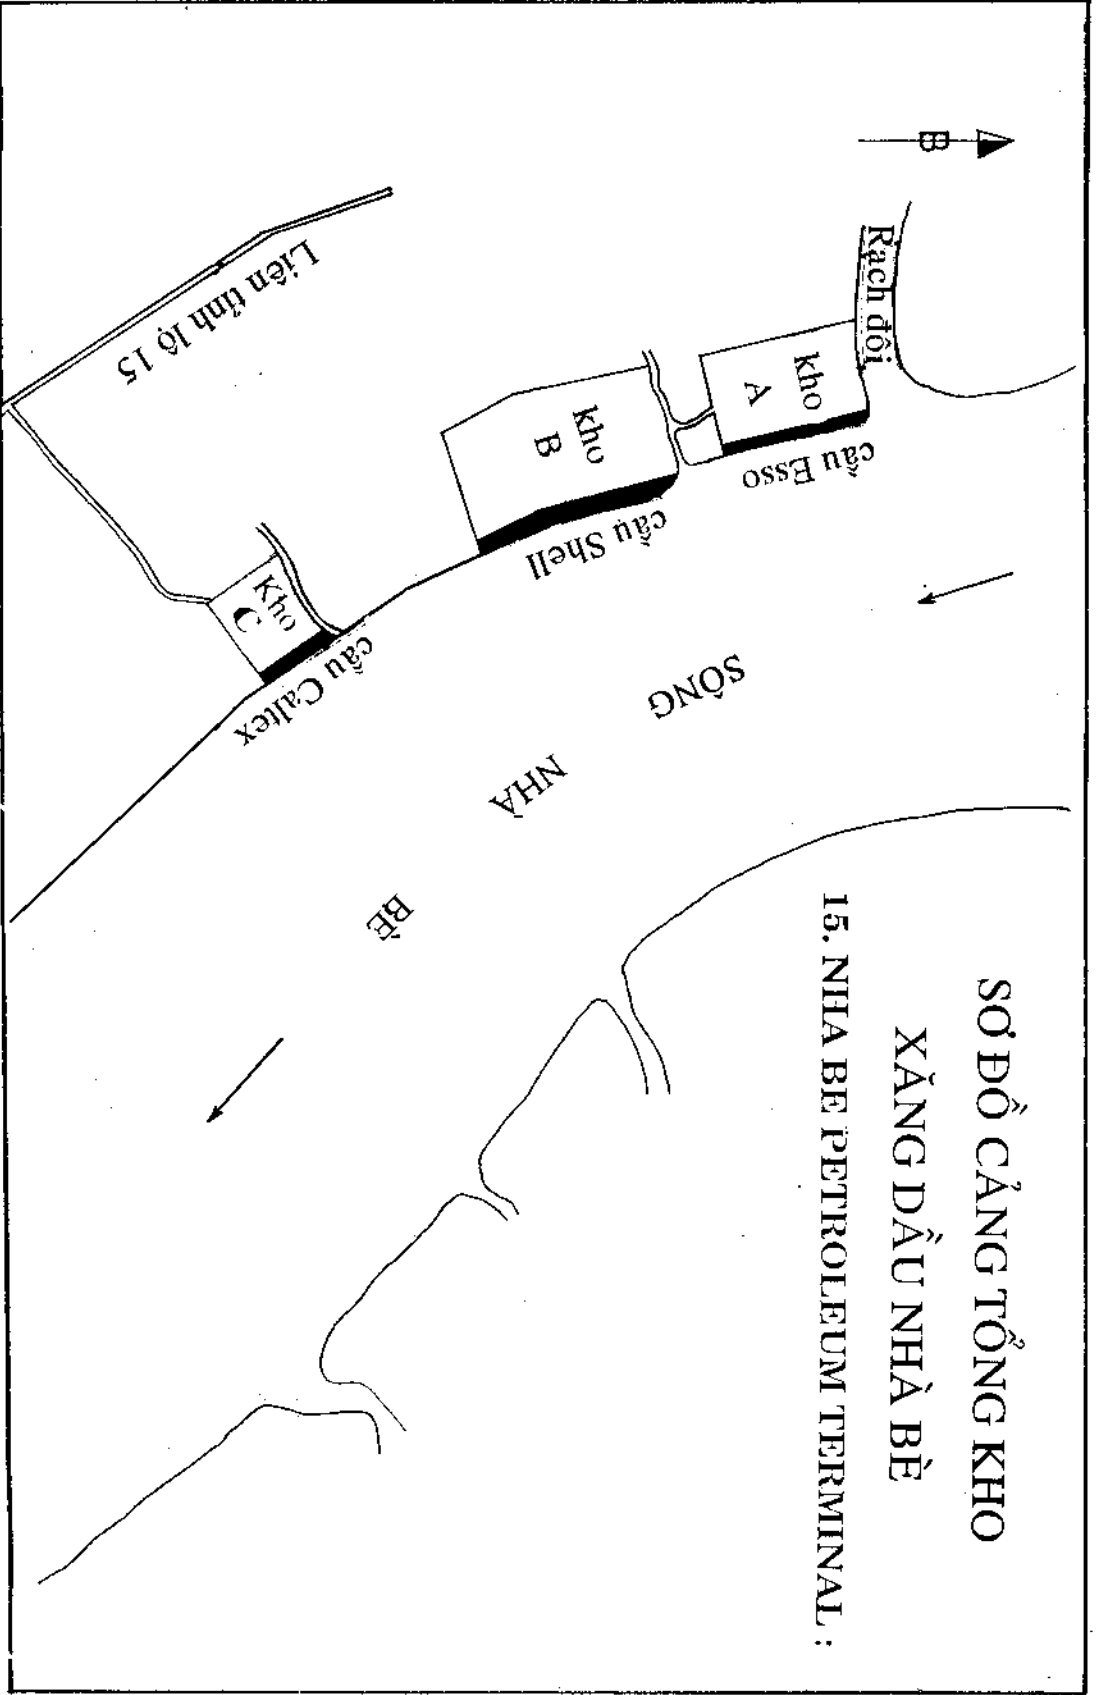 SƠ ĐỒ CẢNG TỔNG KHO
XĂNG DẦU NHÀ BÈ
15. NHA BE PETROLEUM TERMINAL :
B
Rạch đôi
kho
A
cầu Esso
kho
B
cầu Shell
Liên tỉnh lộ 15
Kho
C
cầu Caltex
SÔNG
NHÀ
BÈ